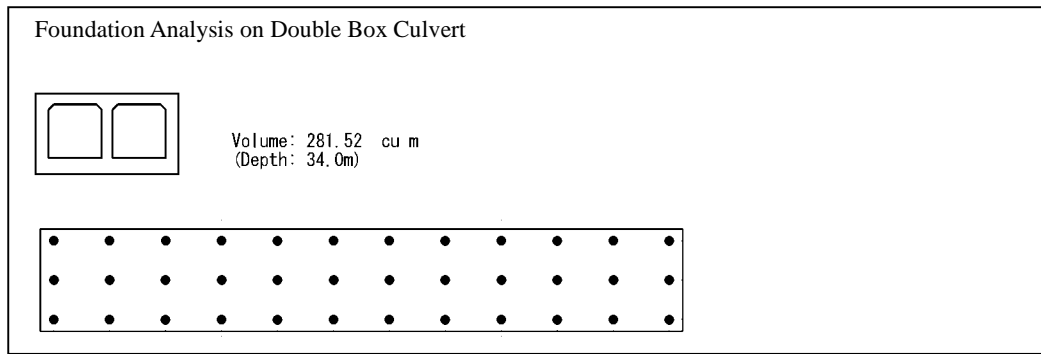 Foundation Analysis on Double Box Culvert
Volume: 281.52 cu m
(Depth: 34.0m)